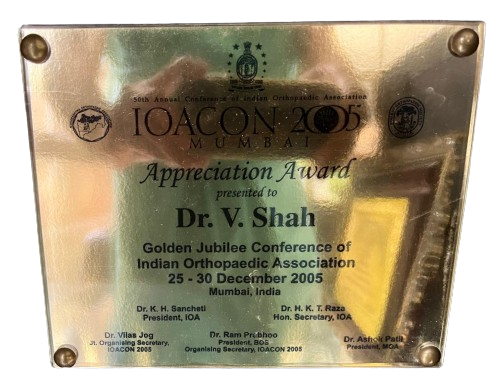 50th Annual Conference of Indian Orthopaedic Association
IOACON 2005
MUMBAI
Appreciation Award
presented to
Dr. V. Shah
Golden Jubilee Conference of
Indian Orthopaedic Association
25 - 30 December 2005
Mumbai, India
Dr. K. H. Sancheti
President, IOA
Dr. H. K. T. Raza
Hon. Secretary, IOA
Dr. Vilas Jog
Jt. Organising Secretary,
IOACON 2005
Dr. Ram Prabhoo
President, BOS
Organising Secretary, IOACON 2005
Dr. Ashok Patil
President, MOA